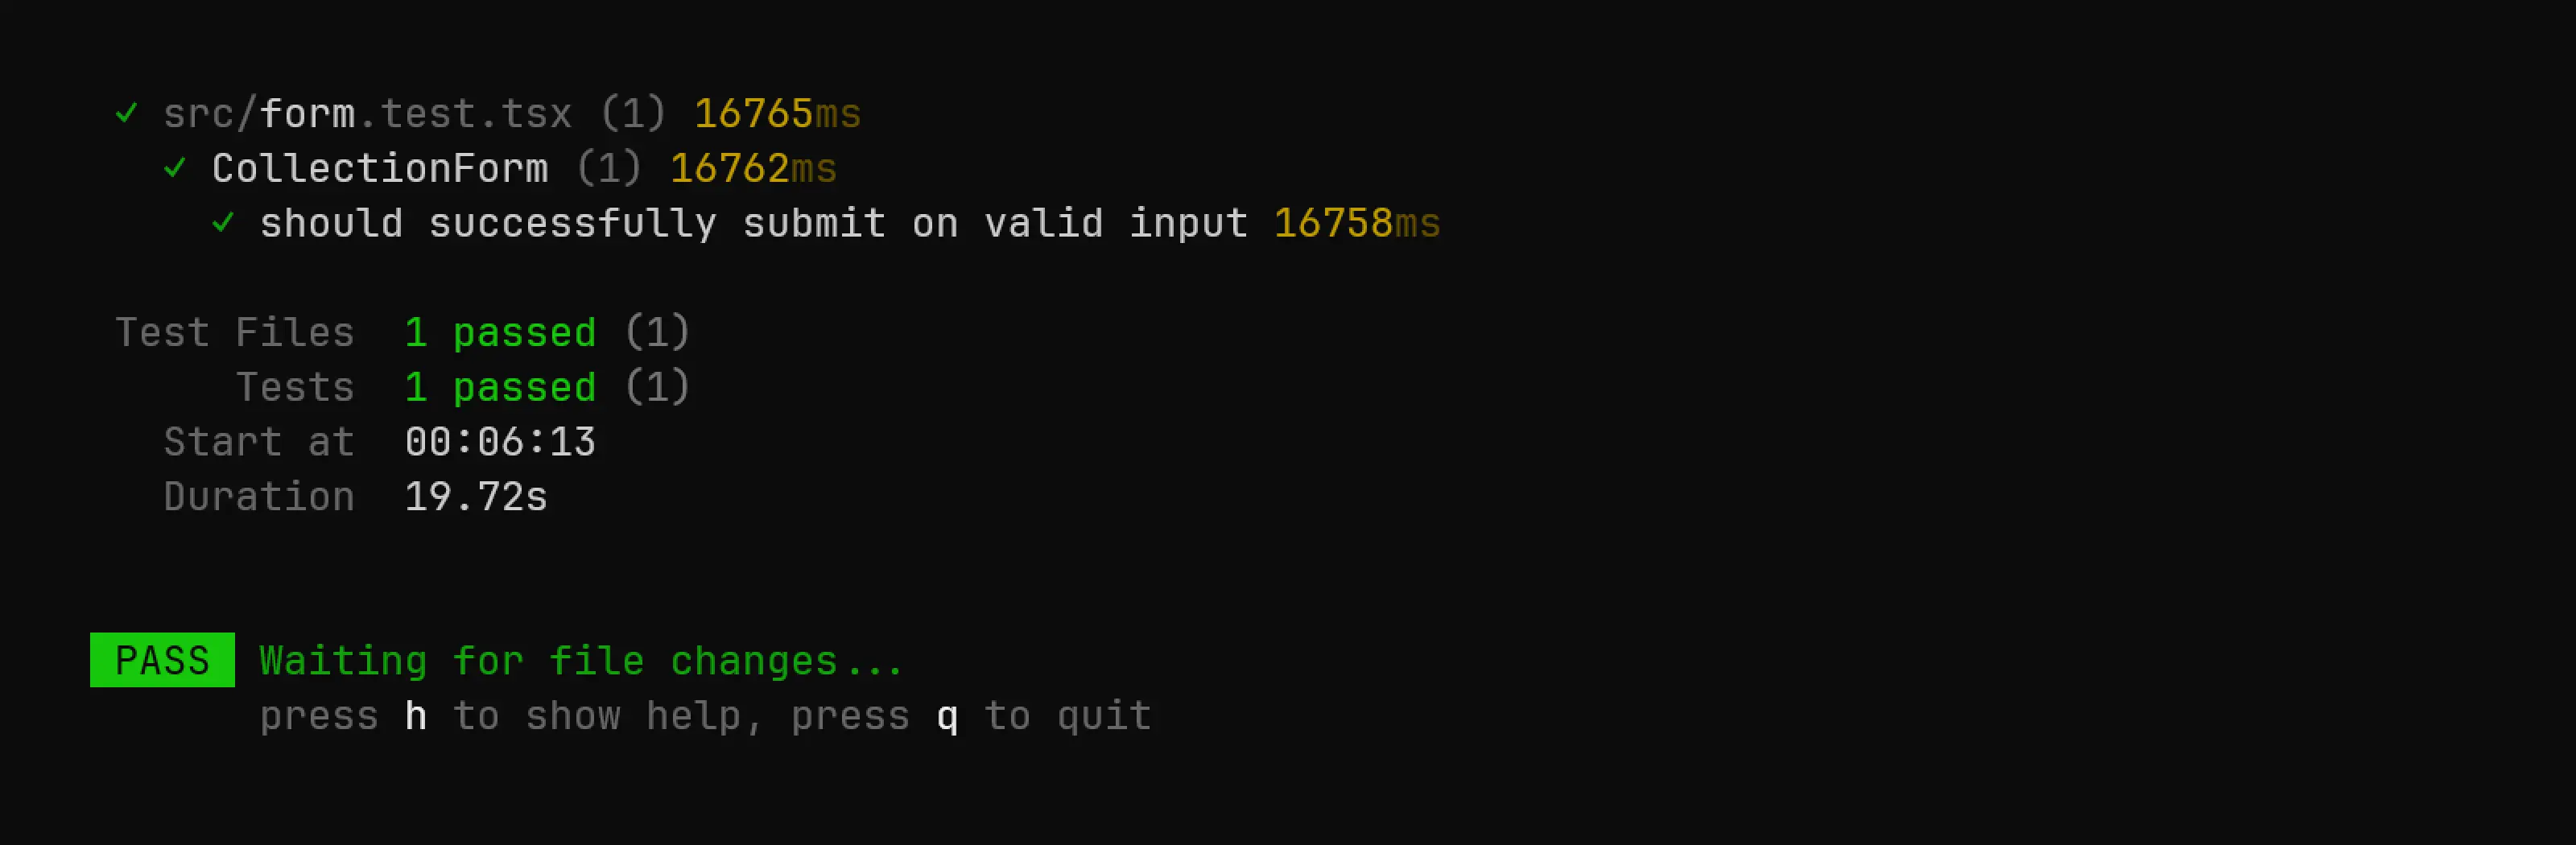 ✓ src/form.test.tsx (1) 16765ms
✓ CollectionForm (1) 16762ms
✓ should successfully submit on valid input 16758ms
Test Files 1 passed (1)
Tests 1 passed (1)
Start at 00:06:13
Duration 19.72s
PASS Waiting for file changes...
press h to show help, press q to quit